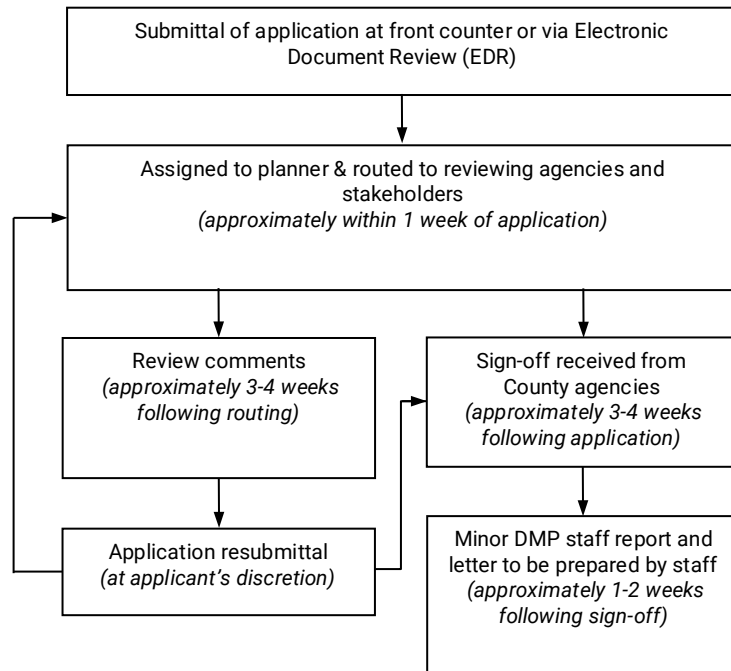 Submittal of application at front counter or via Electronic
Document Review (EDR)
Assigned to planner & routed to reviewing agencies and
stakeholders
(approximately within 1 week of application)
Review comments
(approximately 3-4 weeks
following routing)
Sign-off received from
County agencies
(approximately 3-4 weeks
following application)
Application resubmittal
(at applicant’s discretion)
Minor DMP staff report and
letter to be prepared by staff
(approximately 1-2 weeks
following sign-off)